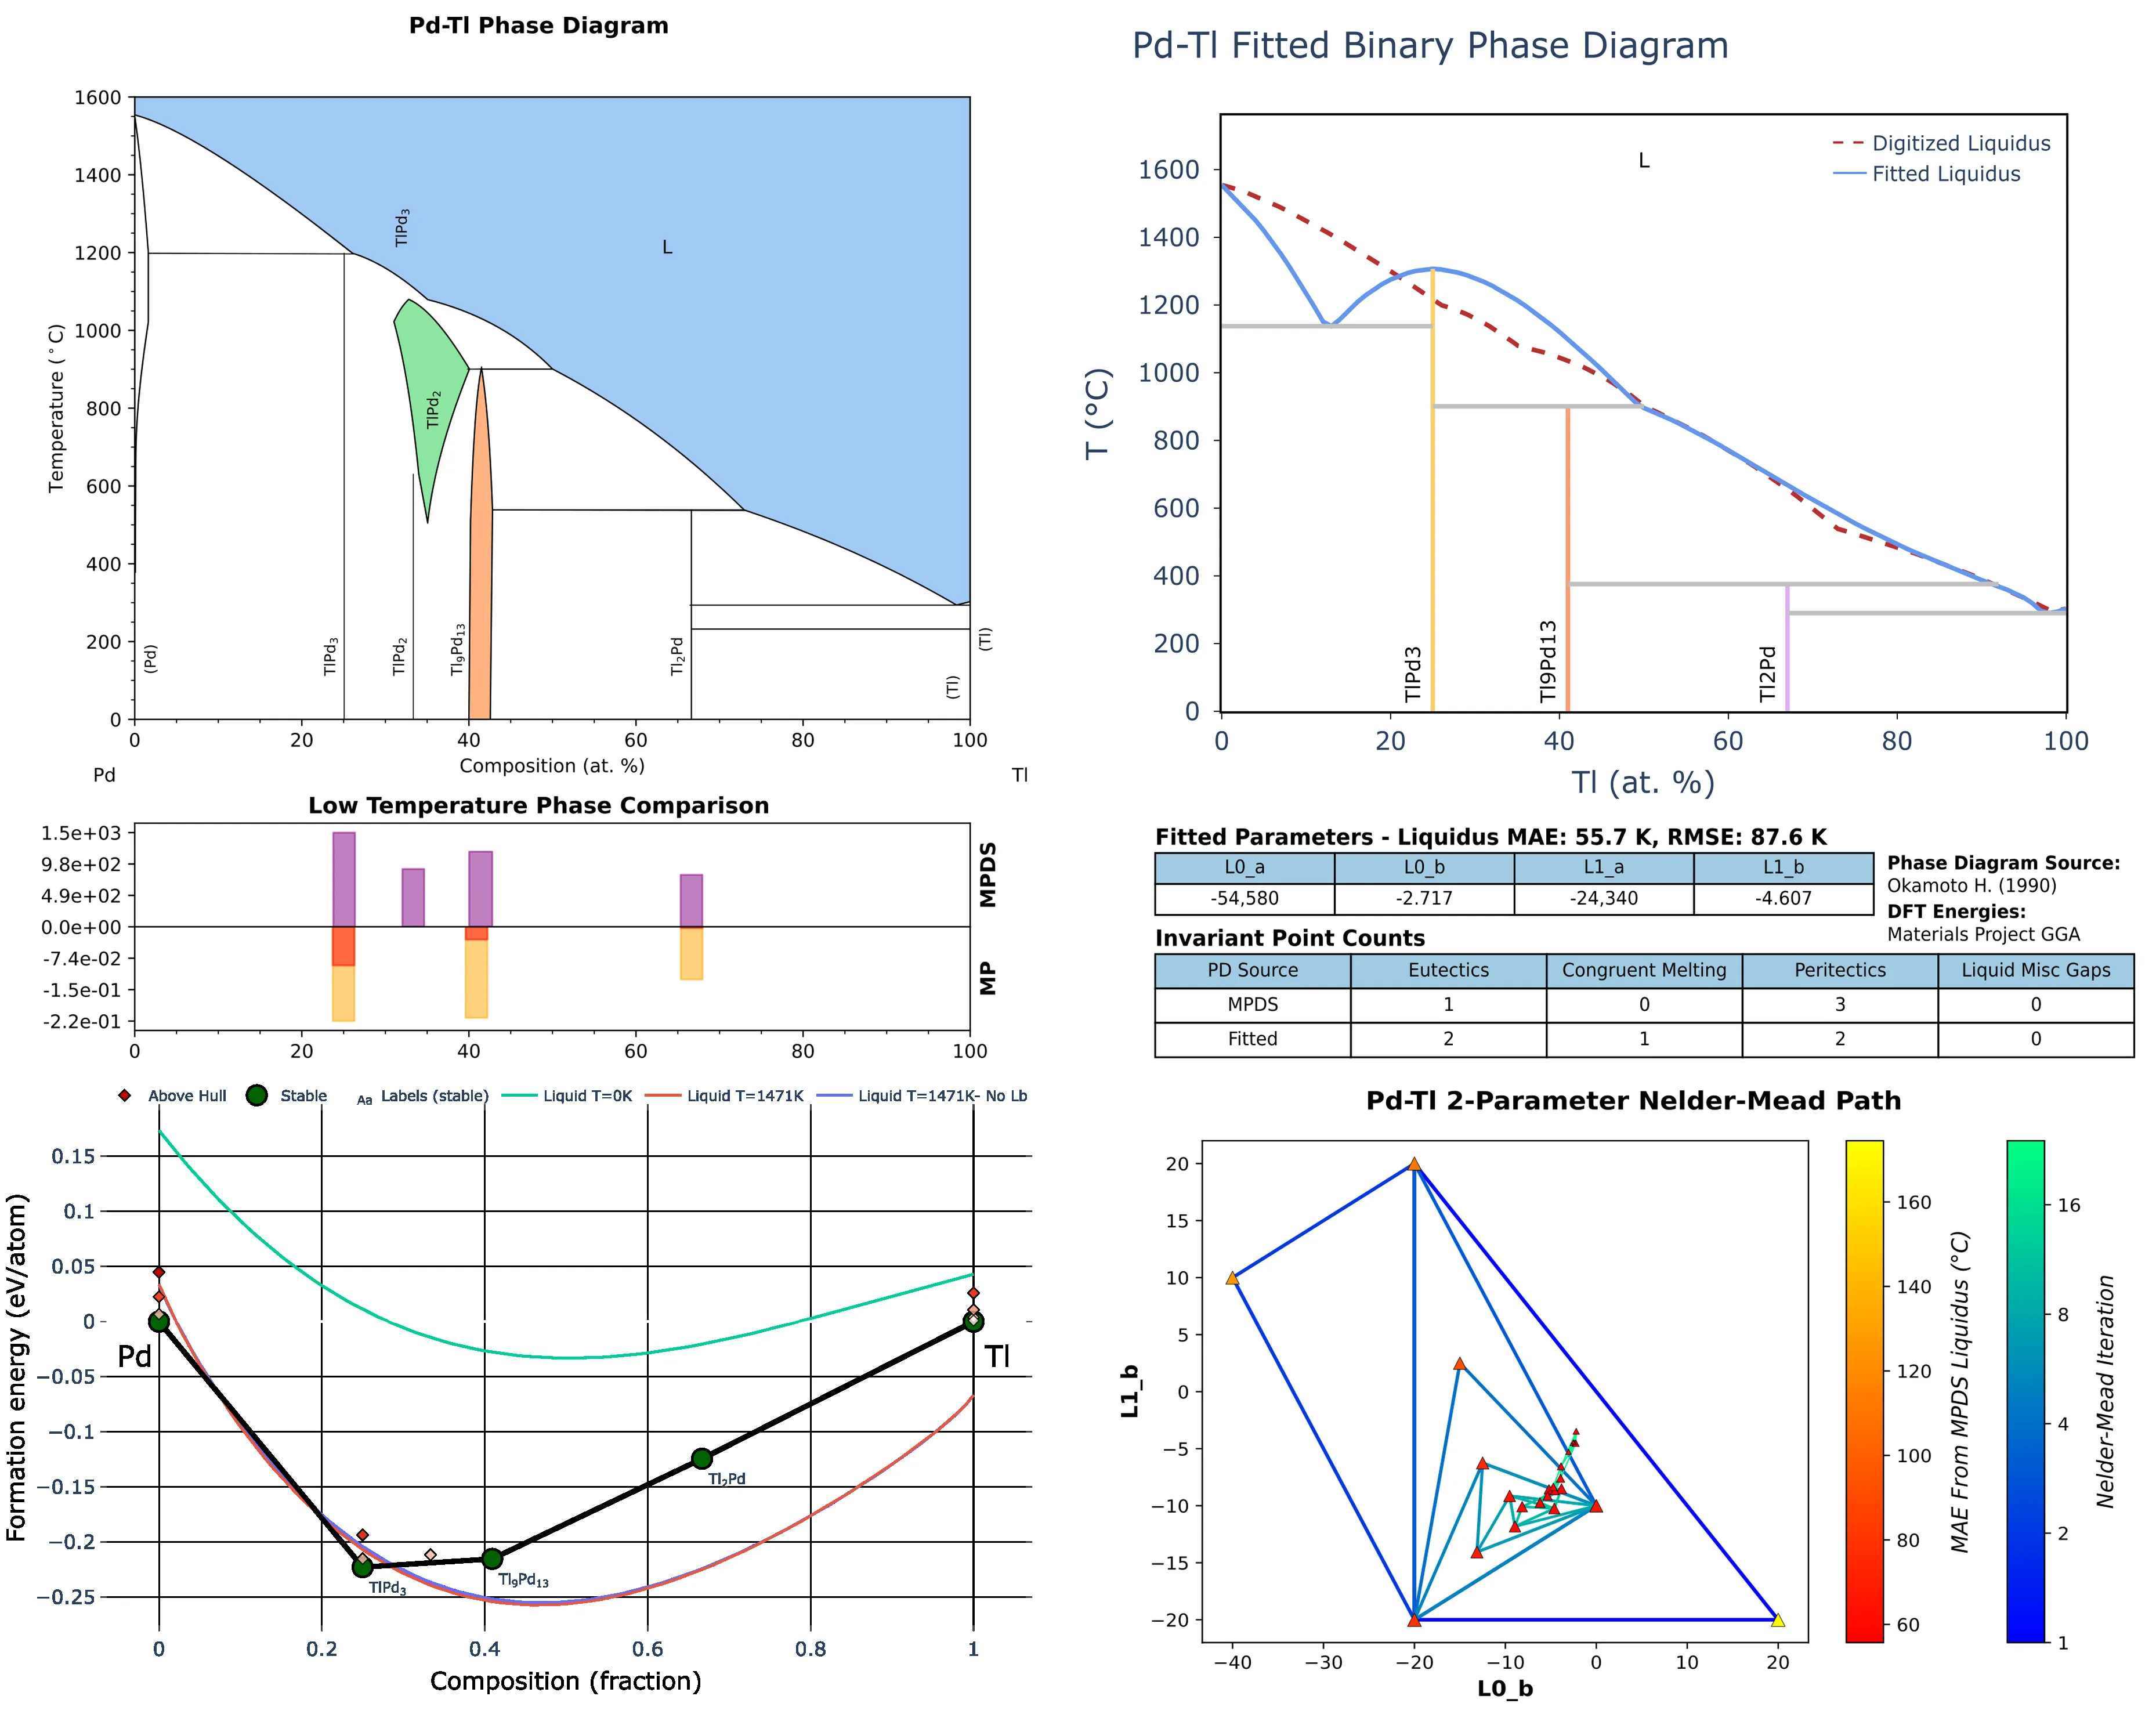 Pd-Tl Phase Diagram
1600
1400
1200
1000
800
600
400
200
0
Temperature (°C)
TlPd3
L
TlPd2
(Pd)
TlPd3
TlPd2
Tl9Pd13
Tl2Pd
(Tl)
(Tl)
0 20 40 60 80 100
Composition (at. %)
Pd Tl
Pd-Tl Fitted Binary Phase Diagram
L
Digitized Liquidus
Fitted Liquidus
1600
1400
1200
1000
800
600
400
200
0
T (°C)
TlPd3
Tl9Pd13
Tl2Pd
0 20 40 60 80 100
Tl (at. %)
Low Temperature Phase Comparison
1.5e+03
9.8e+02
4.9e+02
0.0e+00
-7.4e-02
-1.5e-01
-2.2e-01
MPDS
MP
0 20 40 60 80 100
Fitted Parameters - Liquidus MAE: 55.7 K, RMSE: 87.6 K
L0_a L0_b L1_a L1_b
-54,580 -2.717 -24,340 -4.607
Phase Diagram Source:
Okamoto H. (1990)
DFT Energies:
Materials Project GGA
Invariant Point Counts
PD Source Eutectics Congruent Melting Peritectics Liquid Misc Gaps
MPDS 1 0 3 0
Fitted 2 1 2 0
Above Hull Stable Aa Labels (stable) Liquid T=0K Liquid T=1471K Liquid T=1471K- No Lb
0.15
0.1
0.05
0
−0.05
−0.1
−0.15
−0.2
−0.25
Formation energy (eV/atom)
Pd
Tl
Tl2Pd
TlPd3
Tl9Pd13
0 0.2 0.4 0.6 0.8 1
Composition (fraction)
Pd-Tl 2-Parameter Nelder-Mead Path
20
15
10
5
0
−5
−10
−15
−20
L1_b
−40 −30 −20 −10 0 10 20
L0_b
160
140
120
100
80
60
MAE From MPDS Liquidus (°C)
16
8
4
2
1
Nelder-Mead Iteration